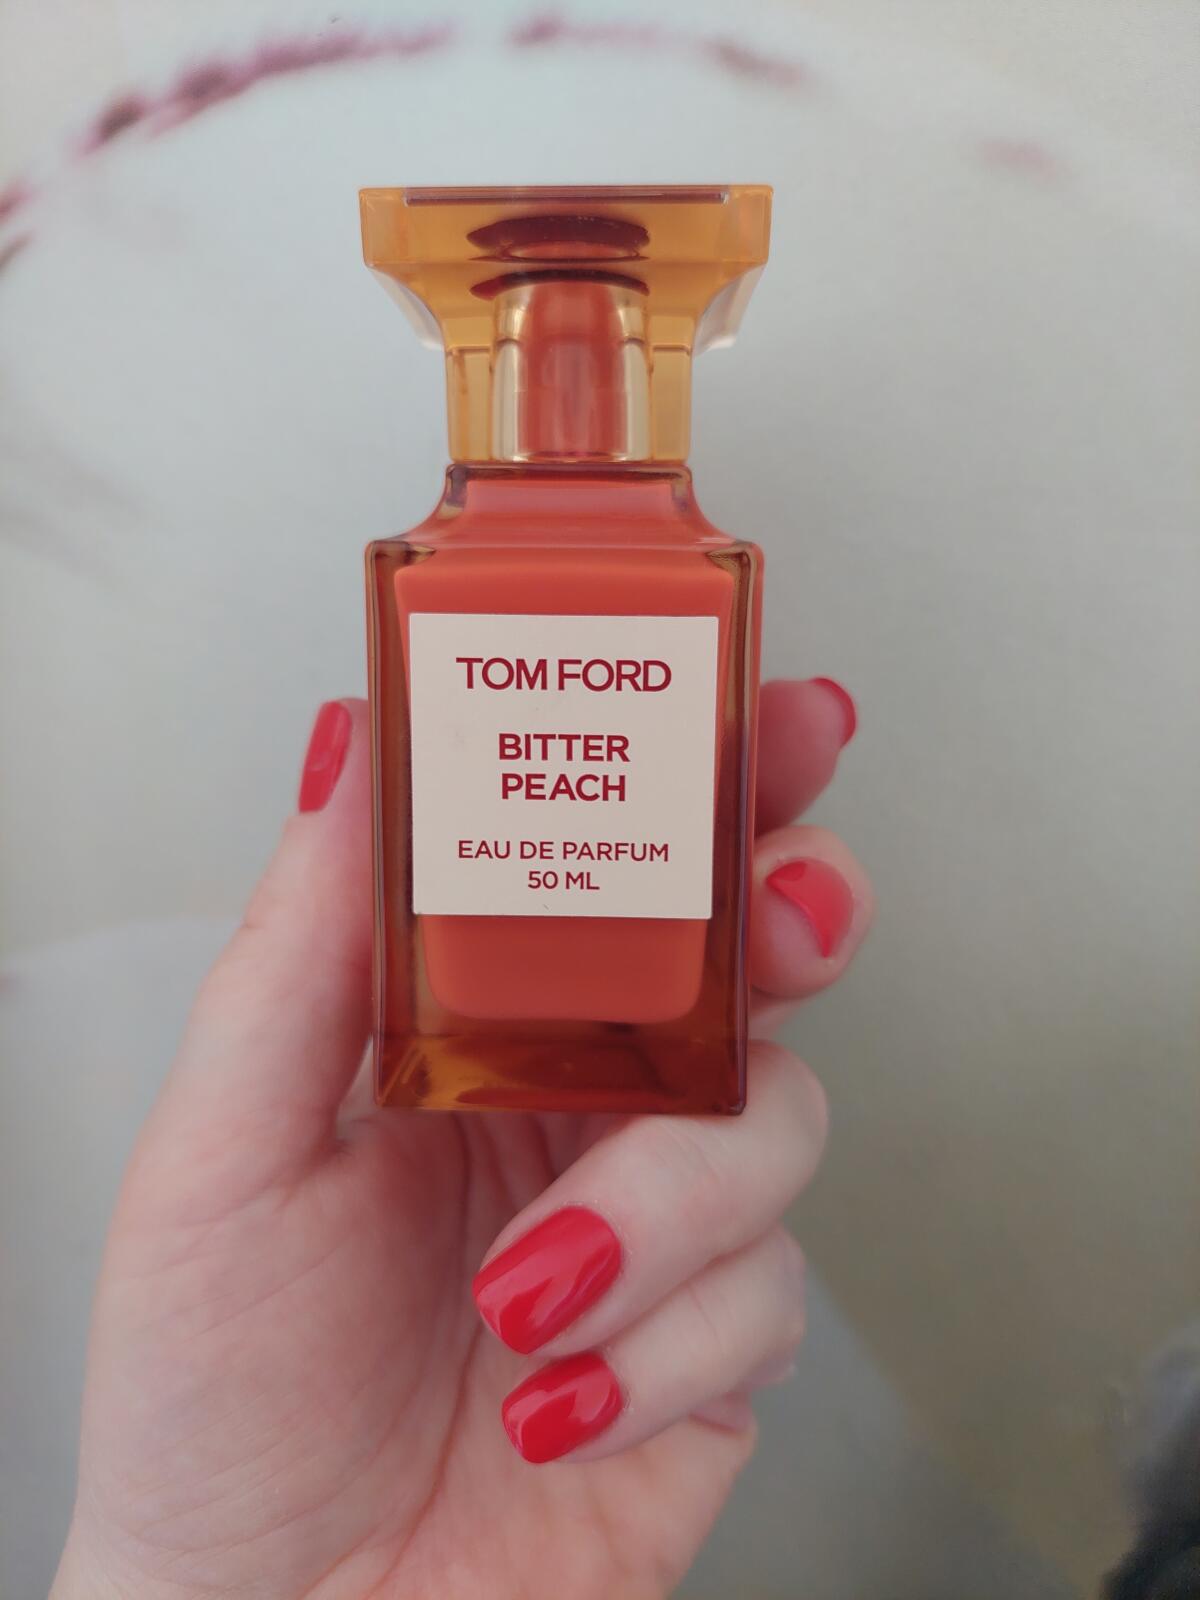 TOM FORD
BITTER
PEACH
EAU DE PARFUM
50 ML